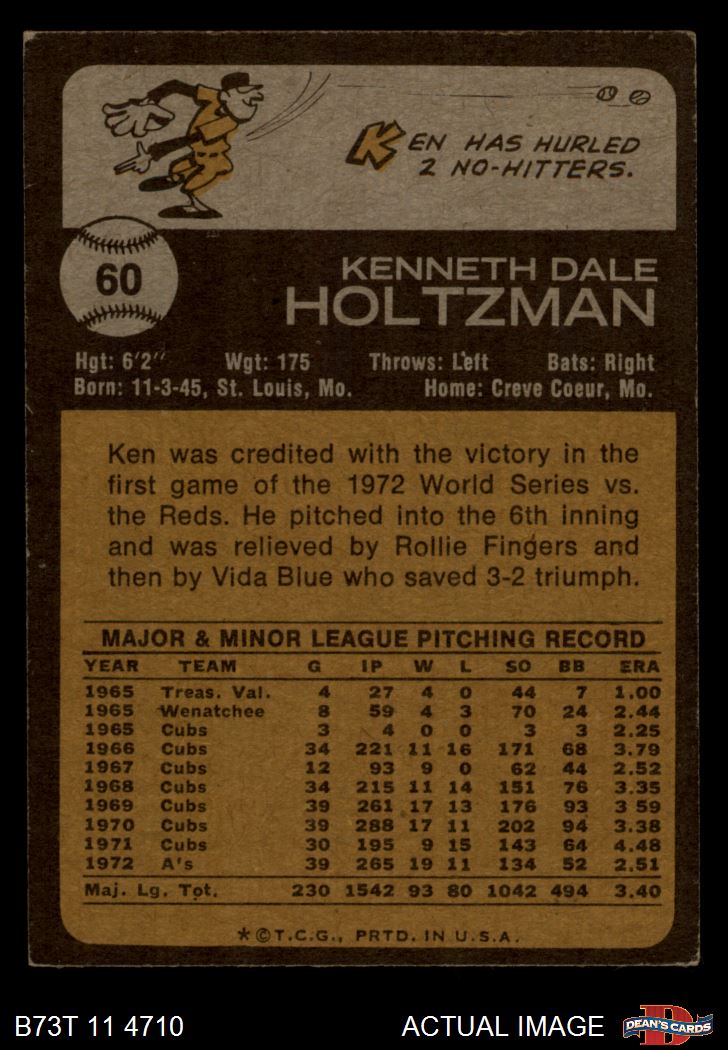 KEN HAS HURLED
2 NO-HITTERS.
60
KENNETH DALE
HOLTZMAN
Hgt: 6'2" Wgt: 175 Throws: Left Bats: Right
Born: 11-3-45, St. Louis, Mo. Home: Creve Coeur, Mo.
Ken was credited with the victory in the
first game of the 1972 World Series vs.
the Reds. He pitched into the 6th inning
and was relieved by Rollie Fingers and
then by Vida Blue who saved 3-2 triumph.
MAJOR & MINOR LEAGUE PITCHING RECORD
YEAR TEAM G IP W L SO BB ERA
1965 Treas. Val. 4 27 4 0 44 7 1.00
1965 Wenatchee 8 59 4 3 70 24 2.44
1965 Cubs 3 4 0 0 3 3 2.25
1966 Cubs 34 221 11 16 171 68 3.79
1967 Cubs 12 93 9 0 62 44 2.52
1968 Cubs 34 215 11 14 151 76 3.35
1969 Cubs 39 261 17 13 176 93 3 59
1970 Cubs 39 288 17 11 202 94 3.38
1971 Cubs 30 195 9 15 143 64 4.48
1972 A's 39 265 19 11 134 52 2.51
Maj. Lg. Tot. 230 1542 93 80 1042 494 3.40
*©T.C.G., PRTD. IN U.S.A.
B73T 11 4710 ACTUAL IMAGE
D
DEAN'S CARDS